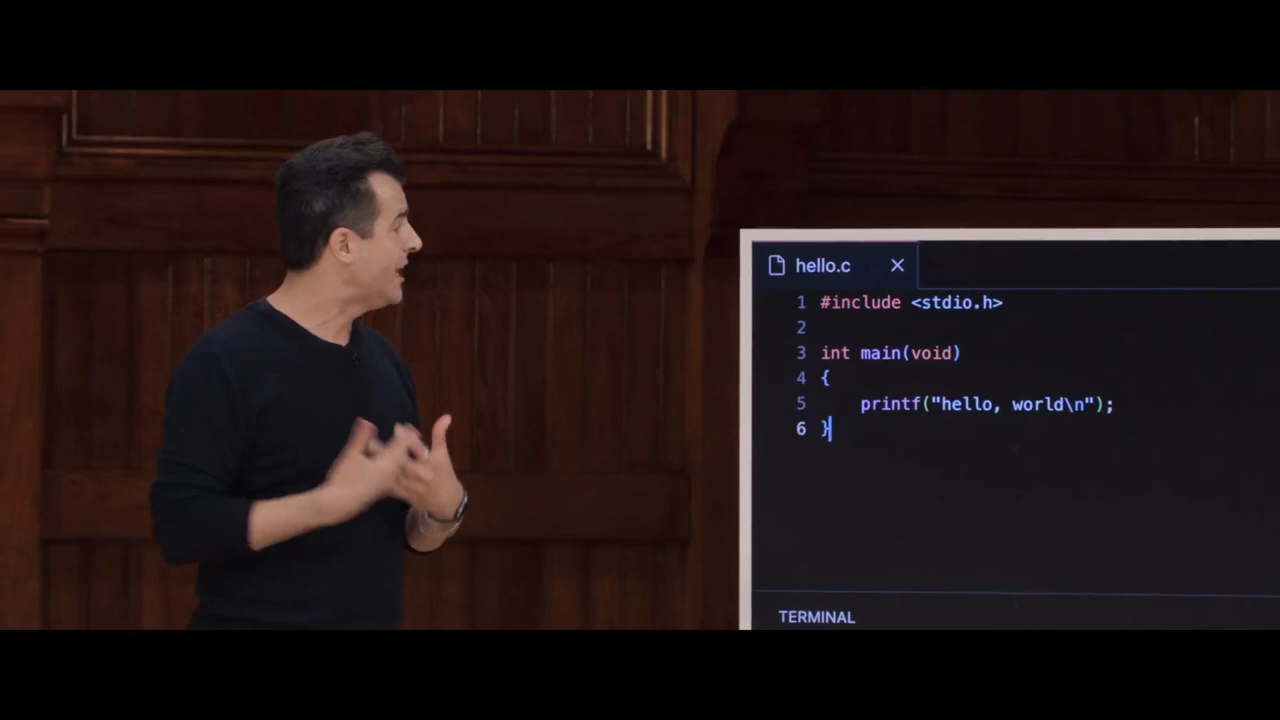 hello.c
1 #include <stdio.h>
2
3 int main(void)
4 {
5     printf("hello, world\n");
6 }
TERMINAL